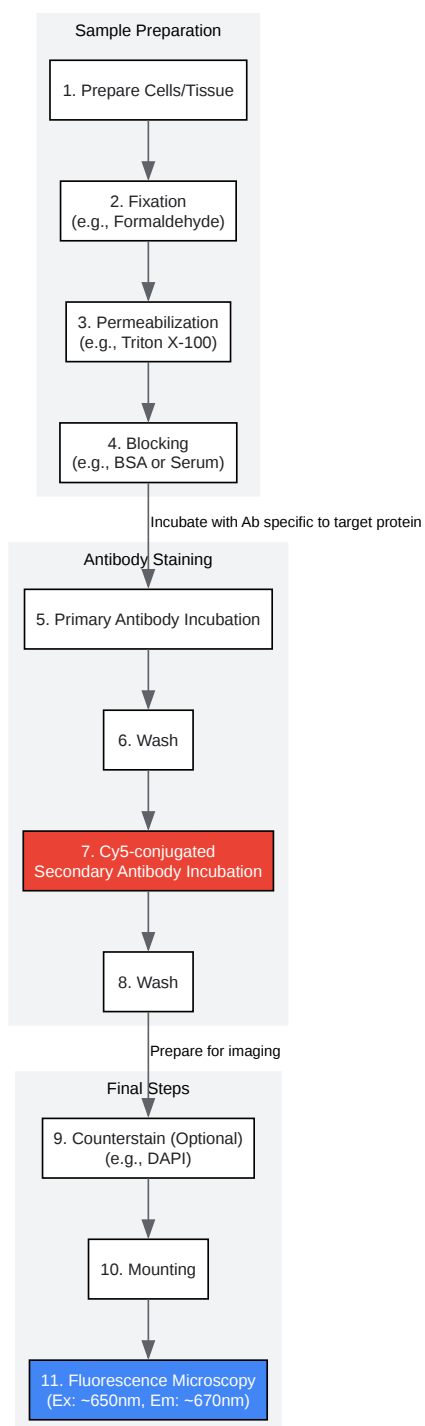 Sample Preparation
1. Prepare Cells/Tissue
2. Fixation
(e.g., Formaldehyde)
3. Permeabilization
(e.g., Triton X-100)
4. Blocking
(e.g., BSA or Serum)
Incubate with Ab specific to target protein
Antibody Staining
5. Primary Antibody Incubation
6. Wash
7. Cy5-conjugated
Secondary Antibody Incubation
8. Wash
Prepare for imaging
Final Steps
9. Counterstain (Optional)
(e.g., DAPI)
10. Mounting
11. Fluorescence Microscopy
(Ex: ~650nm, Em: ~670nm)